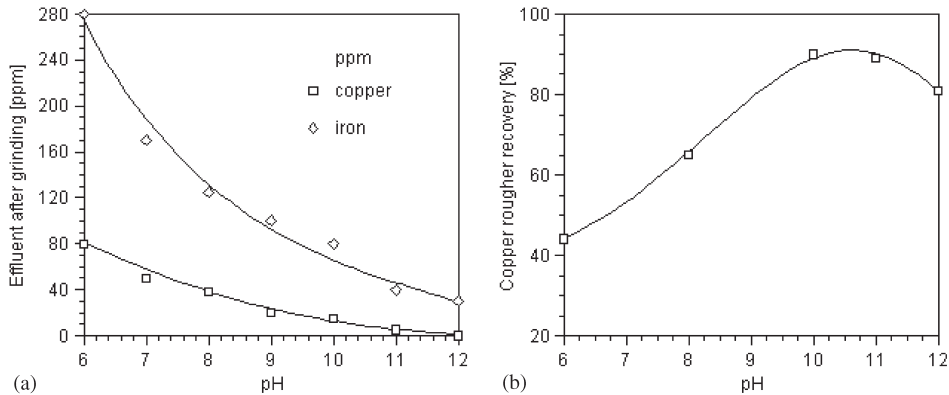 280
240
200
160
120
80
40
0
Effluent after grinding [ppm]
ppm
copper
iron
6 7 8 9 10 11 12
pH
(a)
100
80
60
40
20
Copper rougher recovery [%]
6 7 8 9 10 11 12
pH
(b)